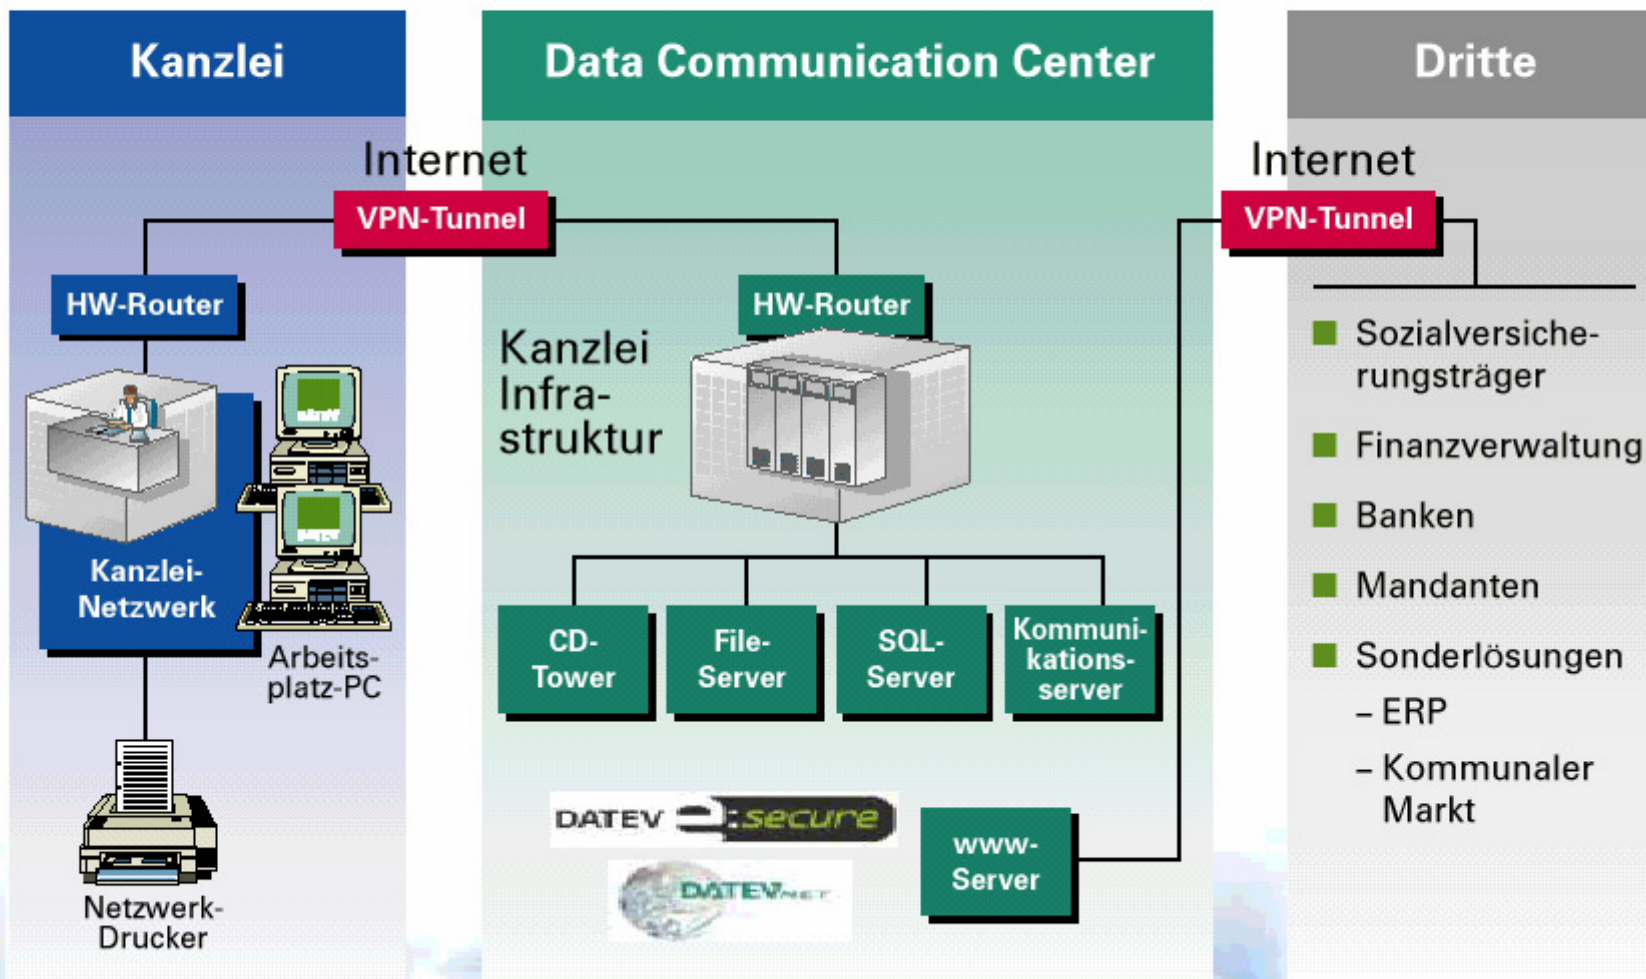 Kanzlei
Internet
VPN-Tunnel
HW-Router
Kanzlei-
Netzwerk
Arbeits-
platz-PC
Netzwerk-
Drucker
Data Communication Center
HW-Router
Kanzlei
Infra-
struktur
CD-
Tower
File-
Server
SQL-
Server
Kommuni-
kations-
server
DATEV e:secure
DATEVNET
www-
Server
Dritte
Internet
VPN-Tunnel
Sozialversiche-
rungsträger
Finanzverwaltung
Banken
Mandanten
Sonderlösungen
– ERP
– Kommunaler
Markt